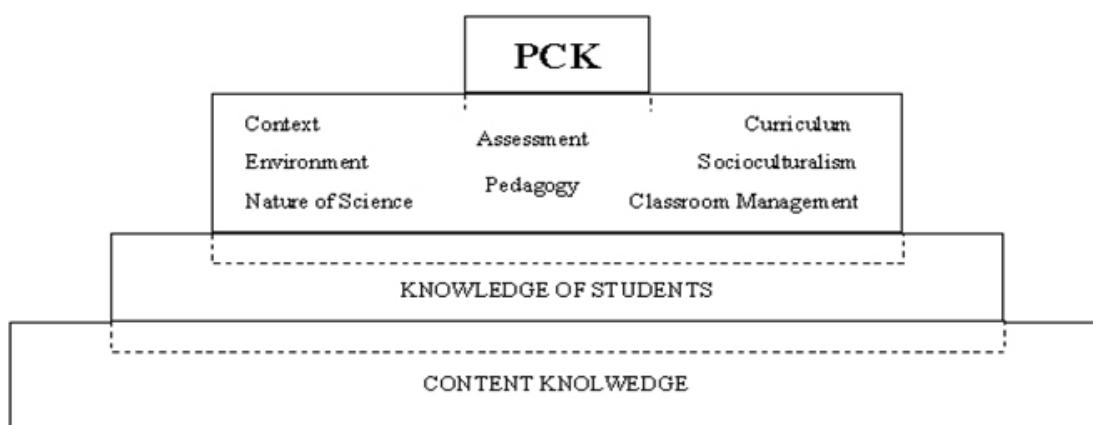 PCK
Context
Environment
Nature of Science
Assessment
Pedagogy
Curriculum
Socioculturalism
Classroom Management
KNOWLEDGE OF STUDENTS
CONTENT KNOLWEDGE